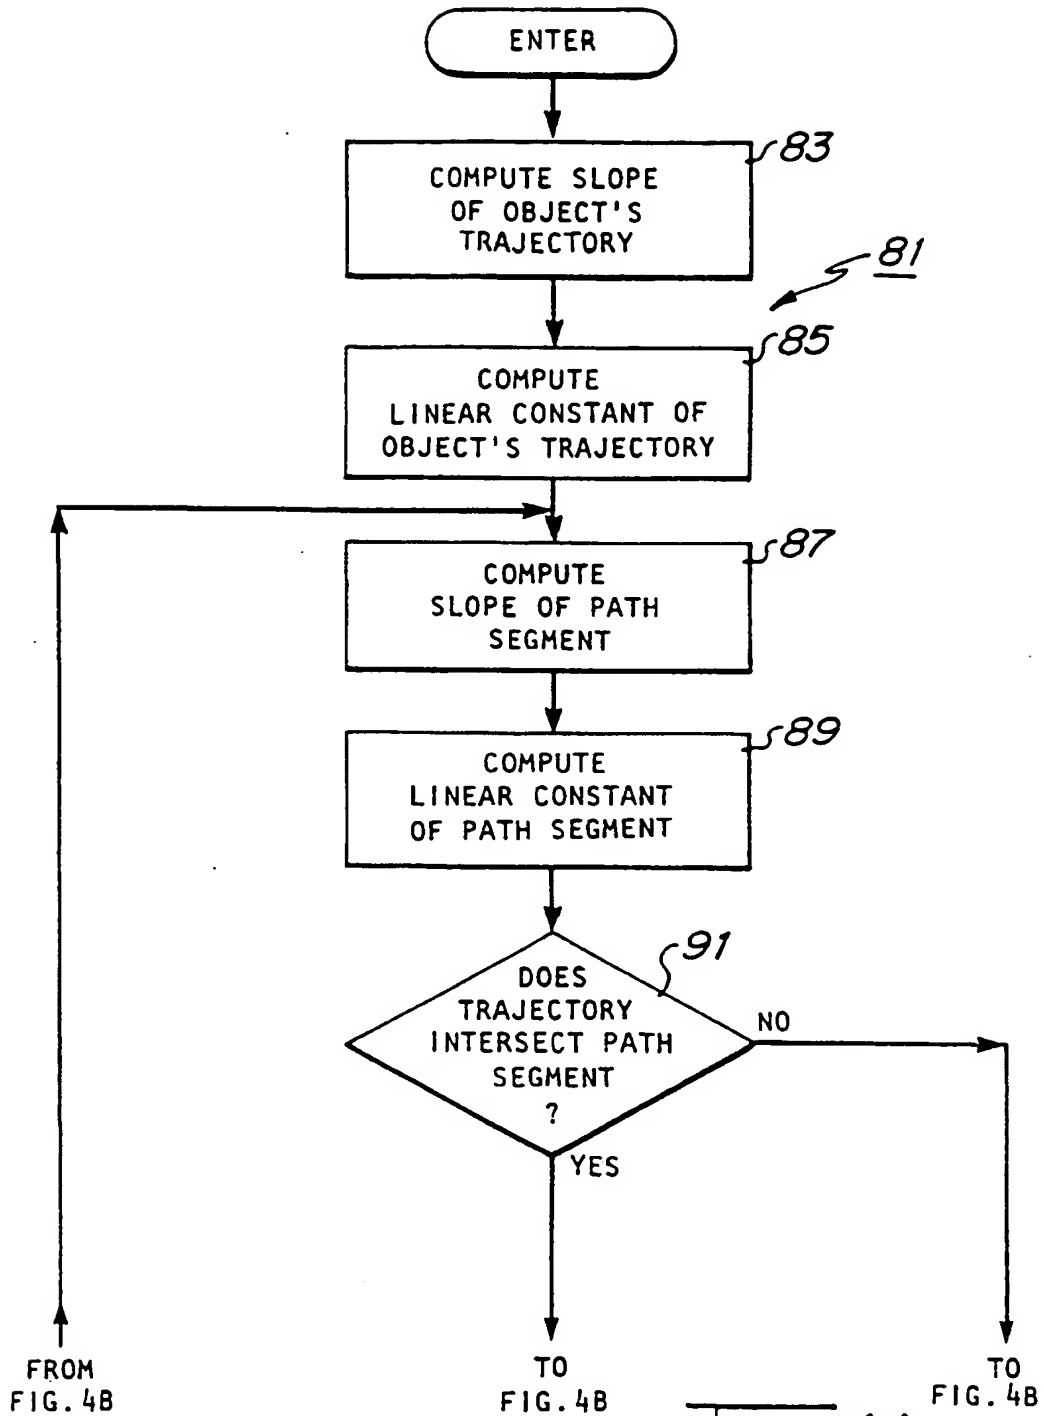 ENTER
83
COMPUTE SLOPE
OF OBJECT'S
TRAJECTORY
81
85
COMPUTE
LINEAR CONSTANT OF
OBJECT'S TRAJECTORY
87
COMPUTE
SLOPE OF PATH
SEGMENT
89
COMPUTE
LINEAR CONSTANT
OF PATH SEGMENT
91
DOES
TRAJECTORY
INTERSECT PATH
SEGMENT
?
NO
YES
FROM
FIG.4B
TO
FIG.4B
TO
FIG.4B